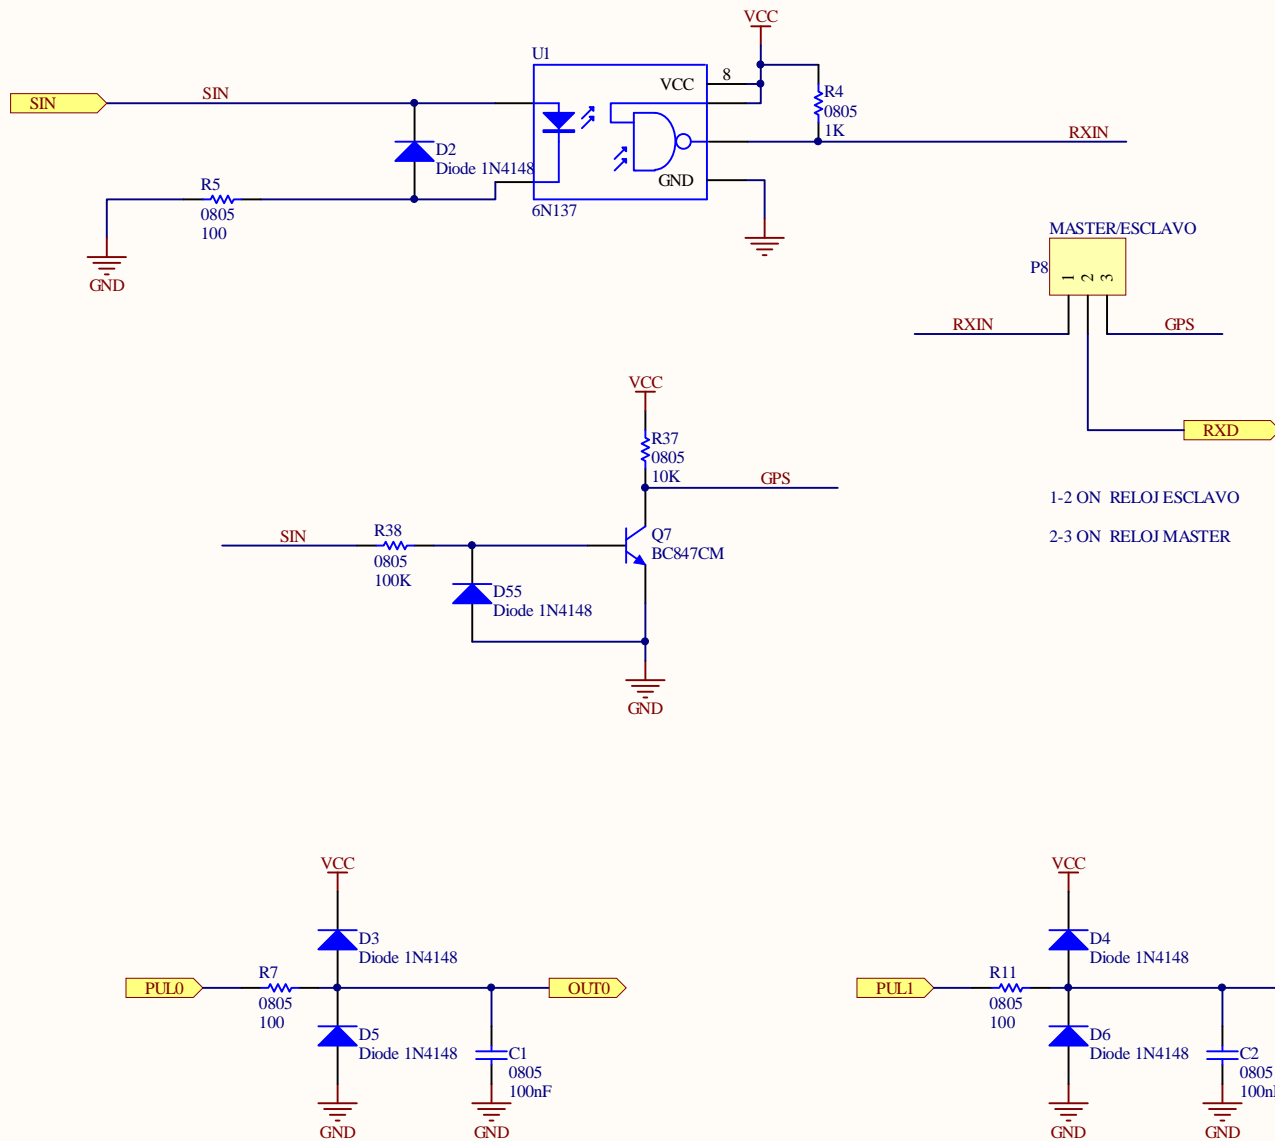 VCC
U1
VCC
8
SIN
SIN
R4
0805
1K
RXIN
D2
Diode 1N4148
GND
R5
0805
100
6N137
GND
MASTER/ESCLAVO
P8
1
2
3
RXIN
GPS
VCC
R37
0805
10K
GPS
RXD
1-2 ON RELOJ ESCLAVO
2-3 ON RELOJ MASTER
SIN
R38
0805
100K
Q7
BC847CM
D55
Diode 1N4148
GND
VCC
D3
Diode 1N4148
PUL0
R7
0805
100
OUT0
D5
Diode 1N4148
C1
0805
100nF
GND
GND
VCC
D4
Diode 1N4148
PUL1
R11
0805
100
D6
Diode 1N4148
C2
0805
100n
GND
GND